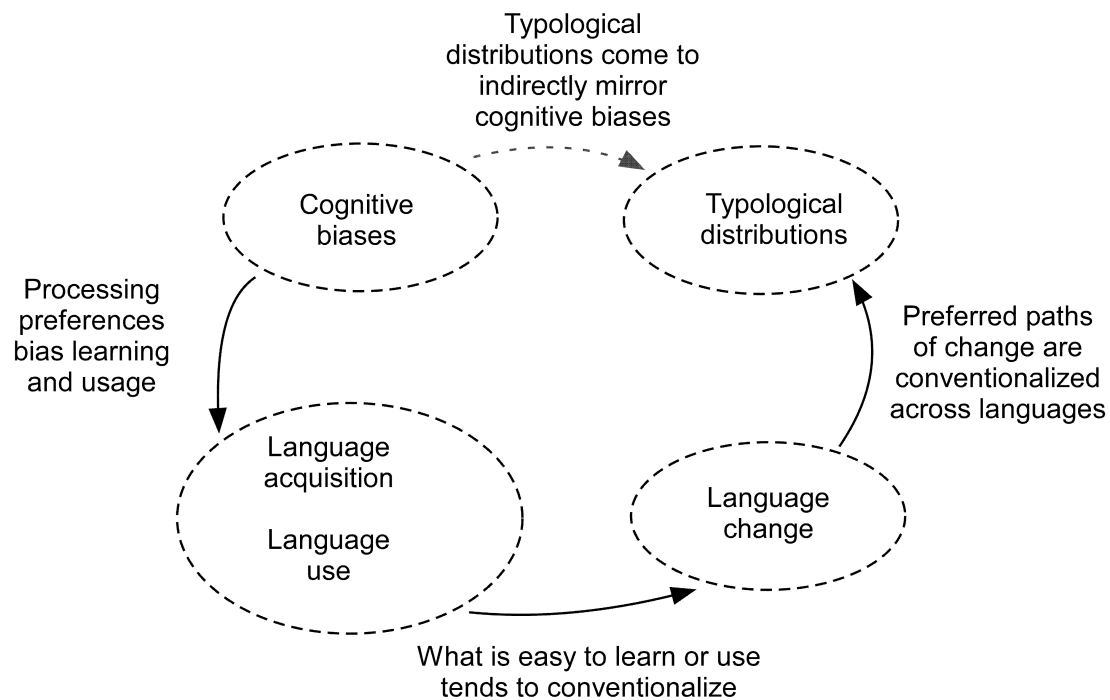 Typological
distributions come to
indirectly mirror
cognitive biases
Cognitive
biases
Typological
distributions
Processing
preferences
bias learning
and usage
Preferred paths
of change are
conventionalized
across languages
Language
acquisition
Language
use
Language
change
What is easy to learn or use
tends to conventionalize